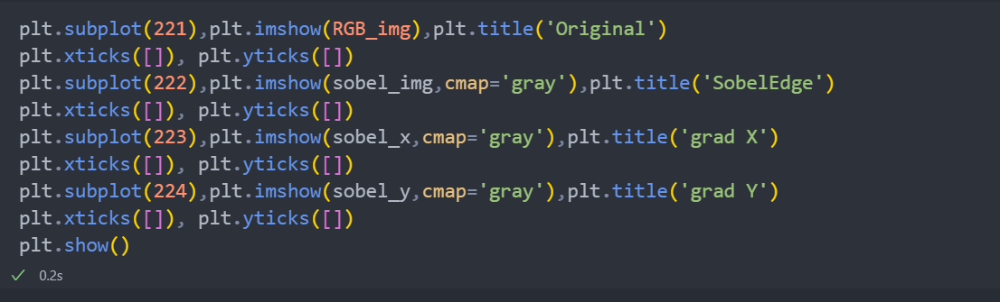 plt.subplot(221),plt.imshow(RGB_img),plt.title('Original')
plt.xticks([]), plt.yticks([])
plt.subplot(222),plt.imshow(sobel_img,cmap='gray'),plt.title('SobelEdge')
plt.xticks([]), plt.yticks([])
plt.subplot(223),plt.imshow(sobel_x,cmap='gray'),plt.title('grad X')
plt.xticks([]), plt.yticks([])
plt.subplot(224),plt.imshow(sobel_y,cmap='gray'),plt.title('grad Y')
plt.xticks([]), plt.yticks([])
plt.show()
0.2s